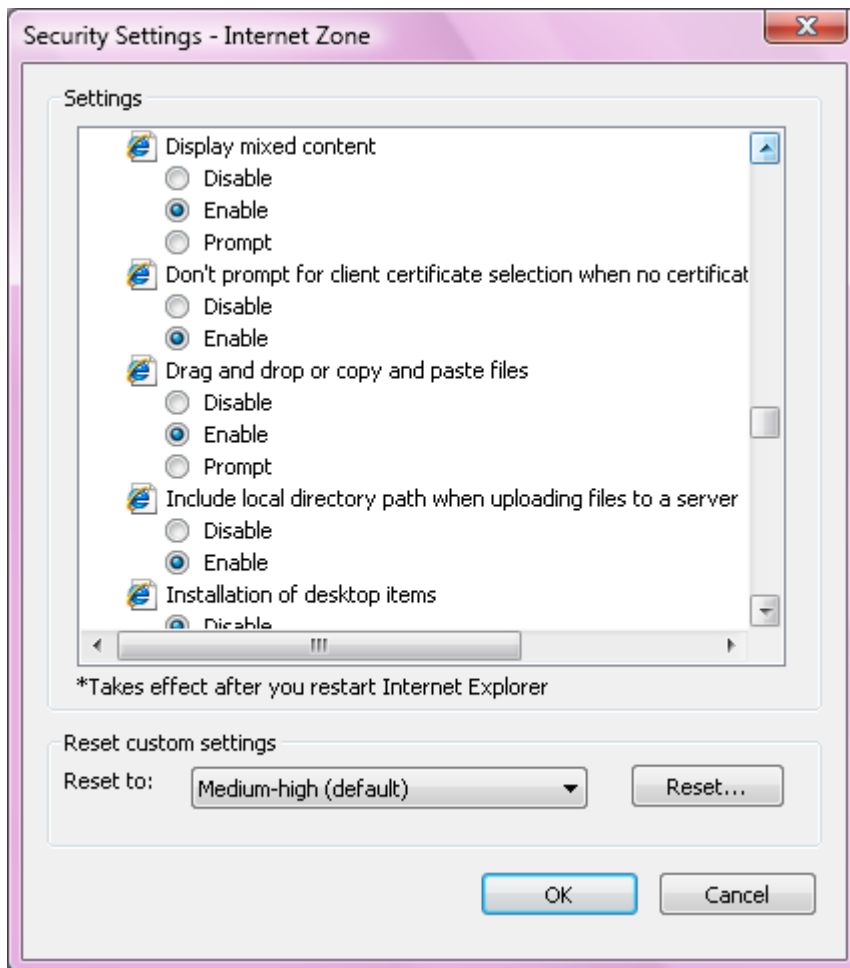 Security Settings - Internet Zone
Settings
Display mixed content
Disable
Enable
Prompt
Don't prompt for client certificate selection when no certificat
Disable
Enable
Drag and drop or copy and paste files
Disable
Enable
Prompt
Include local directory path when uploading files to a server
Disable
Enable
Installation of desktop items
Disable
*Takes effect after you restart Internet Explorer
Reset custom settings
Reset to: Medium-high (default) Reset...
OK Cancel